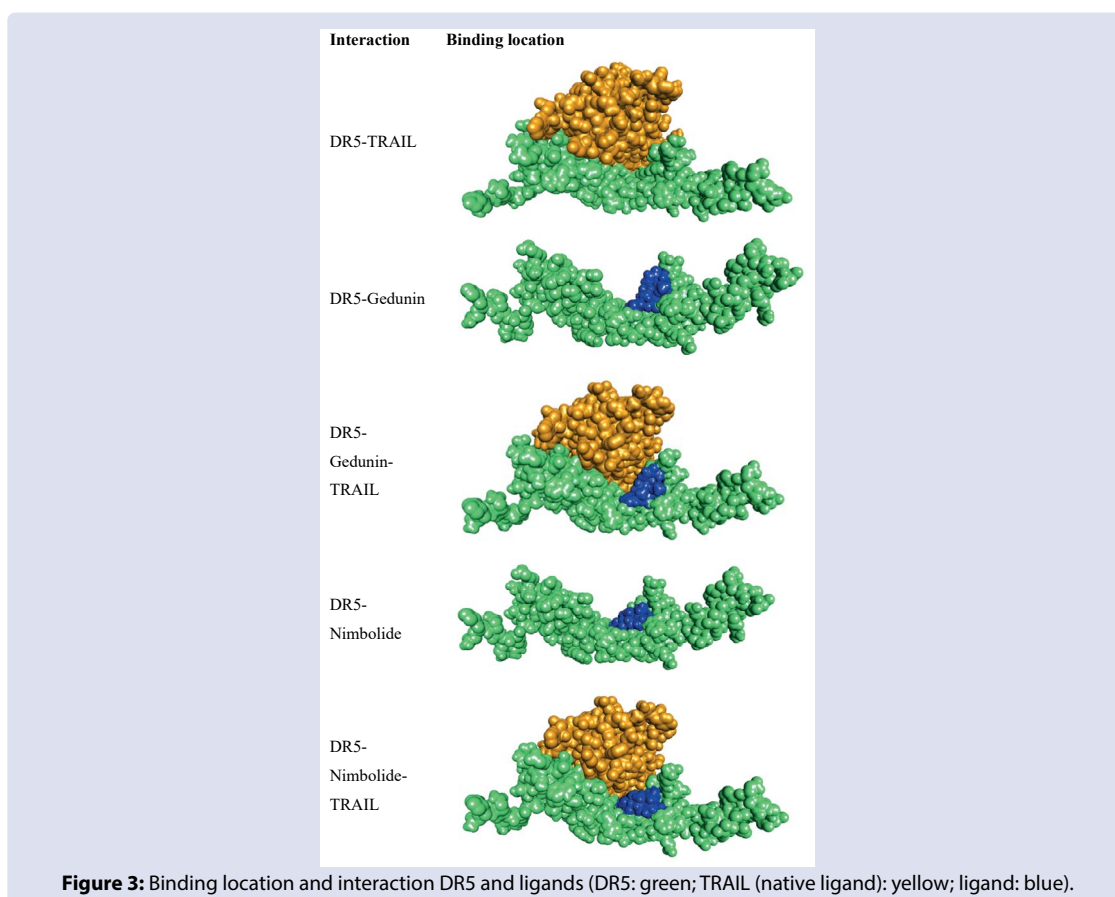 Interaction Binding location
DR5-TRAIL
DR5-Gedunin
DR5-
Gedunin-
TRAIL
DR5-
Nimbolide
DR5-
Nimbolide-
TRAIL
Figure 3: Binding location and interaction DR5 and ligands (DR5: green; TRAIL (native ligand): yellow; ligand: blue).